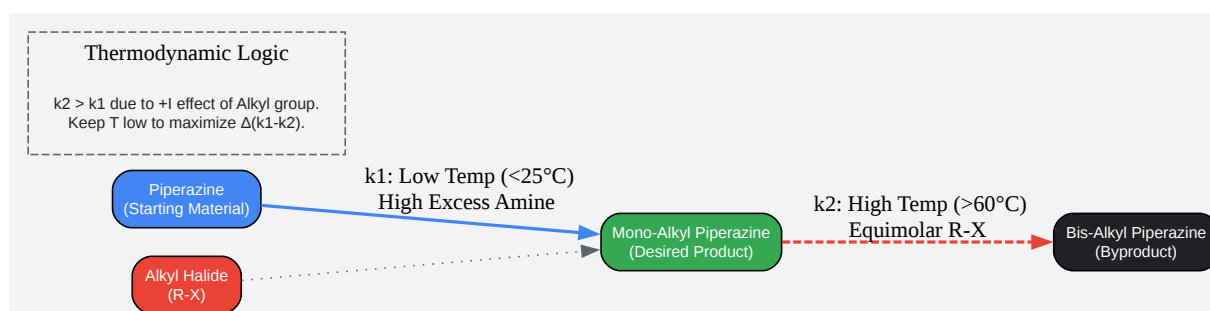 Thermodynamic Logic
k2 > k1 due to +I effect of Alkyl group.
Keep T low to maximize Δ(k1-k2).
Piperazine
(Starting Material)
k1: Low Temp (<25°C)
High Excess Amine
Alkyl Halide
(R-X)
Mono-Alkyl Piperazine
(Desired Product)
k2: High Temp (>60°C)
Equimolar R-X
Bis-Alkyl Piperazine
(Byproduct)